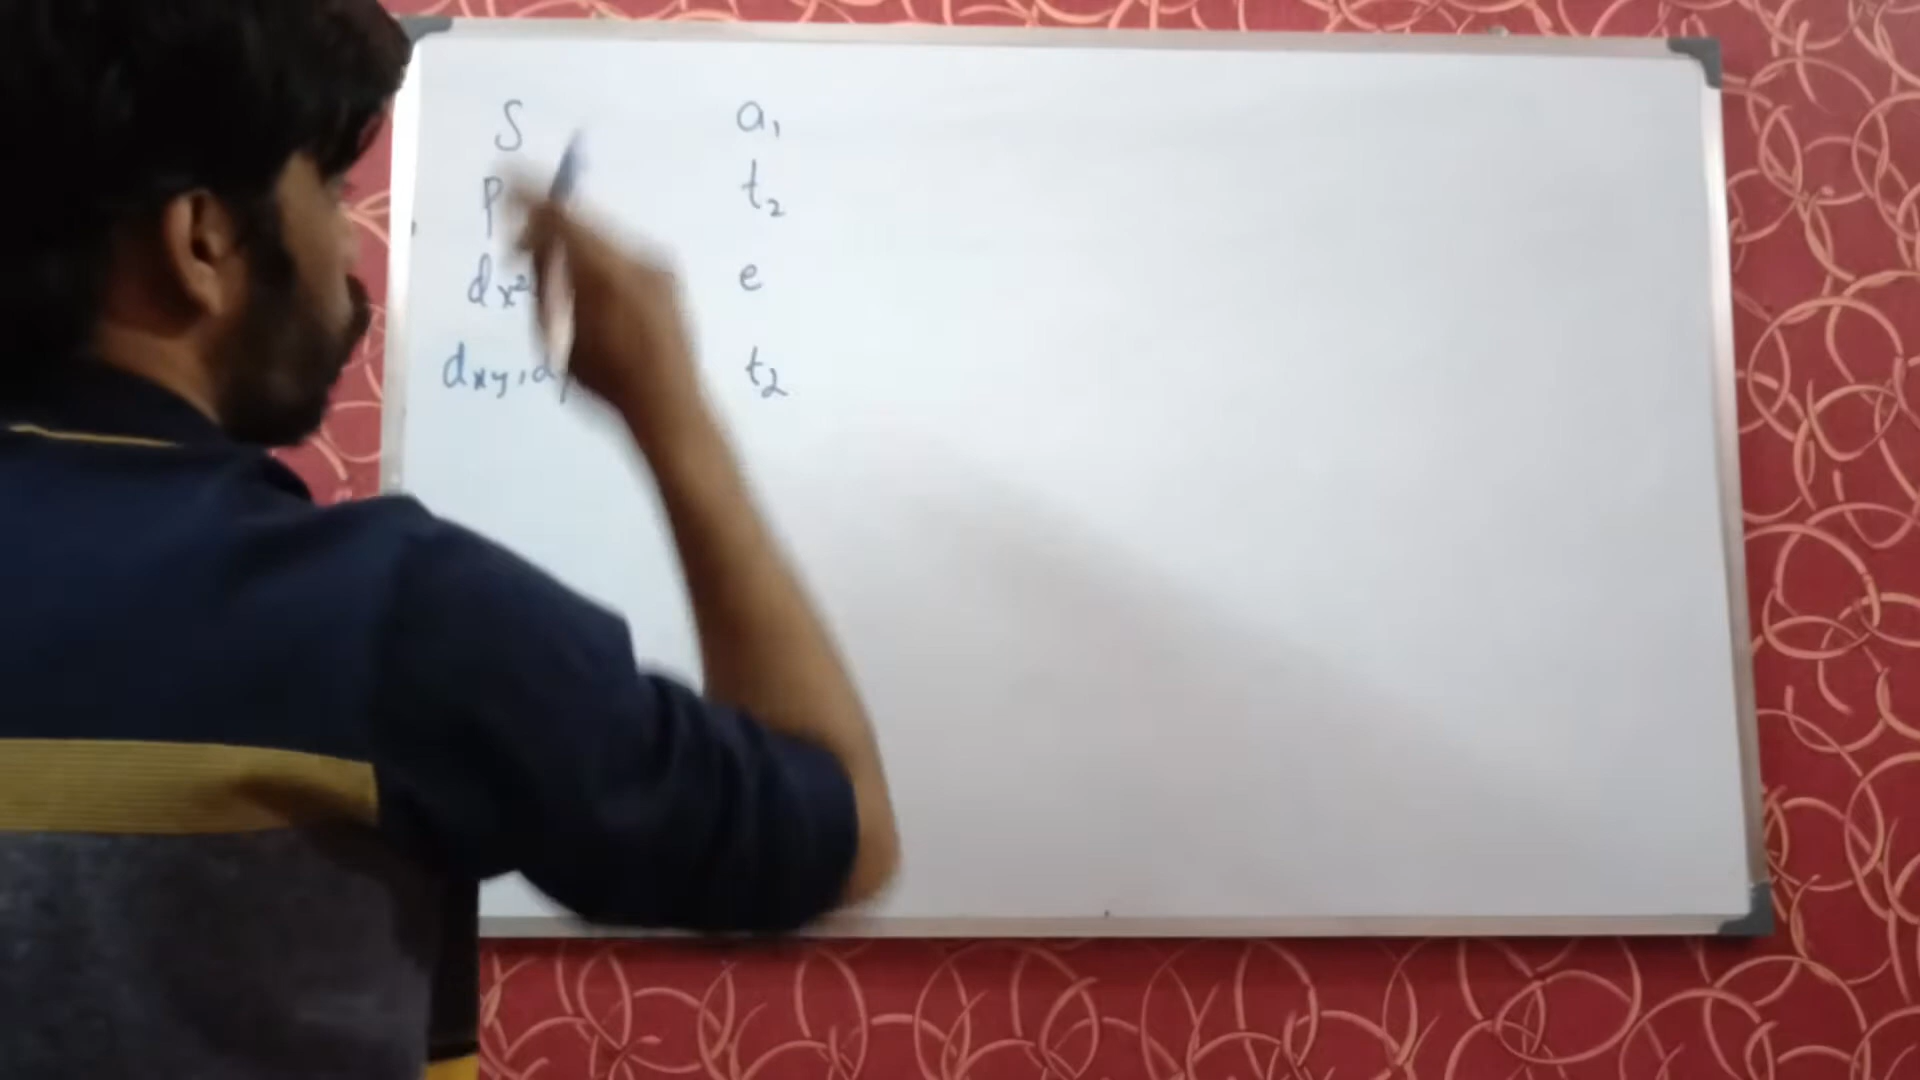 S a₁
p t₂
dx² e
dxy, d t₂